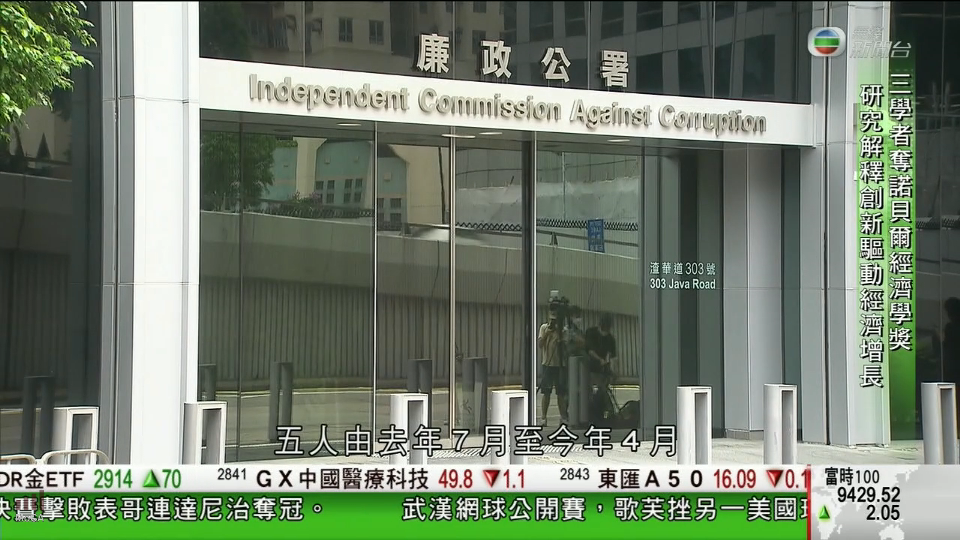 廉政公署
Independent Commission Against Corruption
新聞台
三學者奪諾貝爾經濟學獎
研究解釋創新驅動經濟增長
渣華道303號
303 Java Road
五人由去年7月至今年4月
DR金ETF 2914 ▲70 2841 GX中國醫療科技 49.8 ▼1.1 2843 東匯A50 16.09 ▼0.1
富時100
9429.52
▲ 2.05
擊敗表哥連達尼治奪冠。 武漢網球公開賽，歌芙挫另一美國